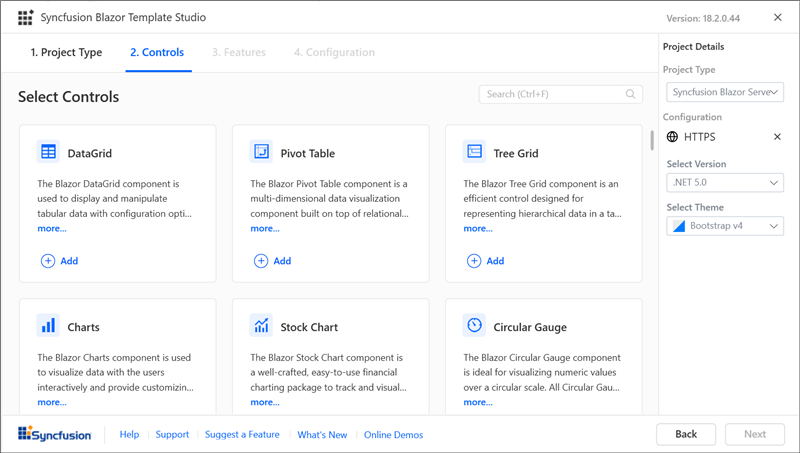 Syncfusion Blazor Template Studio
Version: 18.2.0.44
1. Project Type
2. Controls
3. Features
4. Configuration
Select Controls
Search (Ctrl+F)
DataGrid
The Blazor DataGrid component is
used to display and manipulate
tabular data with configuration opti...
more...
Add
Pivot Table
The Blazor Pivot Table component is a
multi-dimensional data visualization
component built on top of relational...
more...
Add
Tree Grid
The Blazor Tree Grid component is an
efficient control designed for
representing hierarchical data in a ta...
more...
Add
Charts
The Blazor Charts component is used
to visualize data with the users
interactively and provide customizin...
more...
Stock Chart
The Blazor Stock Chart component is
a well-crafted, easy-to-use financial
charting package to track and visual...
more...
Circular Gauge
The Blazor Circular Gauge component
is ideal for visualizing numeric values
over a circular scale. All Circular Gau...
more...
Project Details
Project Type
Syncfusion Blazor Serve
Configuration
HTTPS
Select Version
.NET 5.0
Select Theme
Bootstrap v4
Syncfusion
Help
Support
Suggest a Feature
What's New
Online Demos
Back
Next